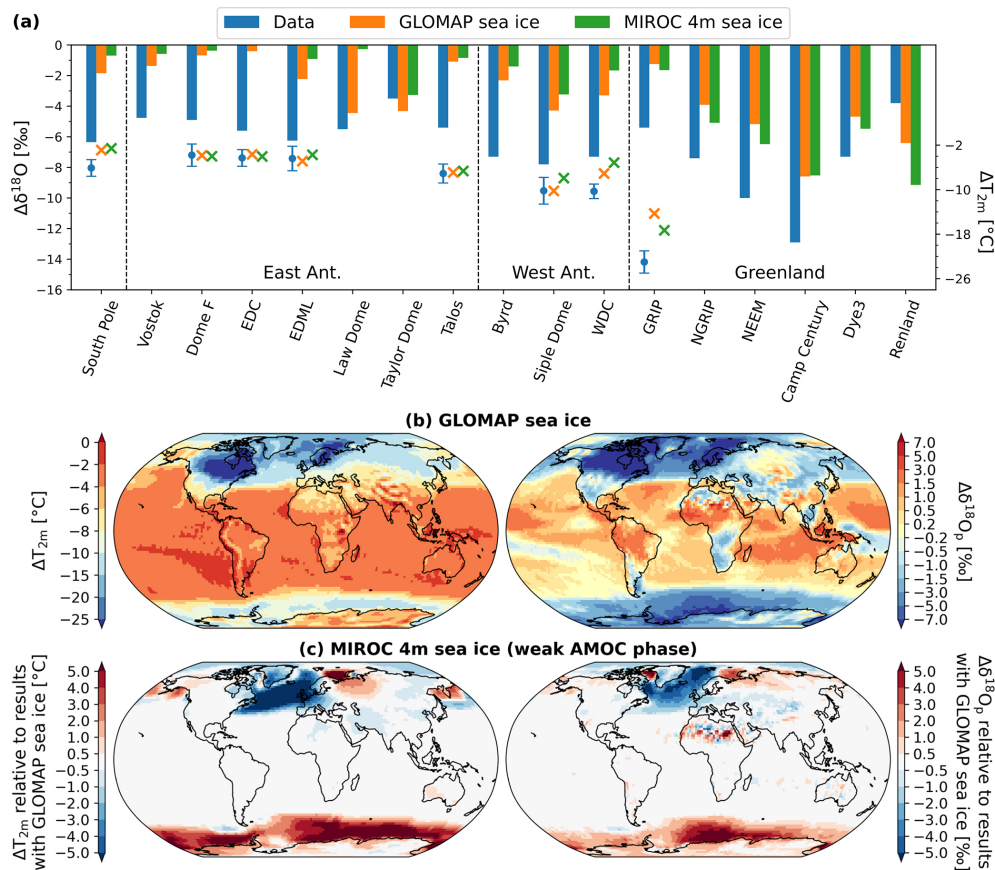 (a)
Data GLOMAP sea ice MIROC 4m sea ice
Δδ¹⁸O [‰]
0
−2
−4
−6
−8
−10
−12
−14
−16
East Ant.
West Ant.
Greenland
−2
−10
−18
−26
ΔT₂ₘ [°C]
South Pole
Vostok
Dome F
EDC
EDML
Law Dome
Taylor Dome
Talos
Byrd
Siple Dome
WDC
GRIP
NGRIP
NEEM
Camp Century
Dye3
Renland
(b) GLOMAP sea ice
ΔT₂ₘ [°C]
0
−2
−4
−6
−8
−10
−15
−20
−25
7.0
5.0
3.0
1.5
1.0
0.5
0.2
−0.2
−0.5
−1.0
−1.5
−3.0
−5.0
−7.0
Δδ¹⁸Oₚ [‰]
(c) MIROC 4m sea ice (weak AMOC phase)
ΔT₂ₘ relative to results
with GLOMAP sea ice [°C]
5.0
4.0
3.0
2.0
1.0
0.5
−0.5
−1.0
−2.0
−3.0
−4.0
−5.0
5.0
4.0
3.0
2.0
1.0
0.5
−0.5
−1.0
−2.0
−3.0
−4.0
−5.0
Δδ¹⁸Oₚ relative to results
with GLOMAP sea ice [‰]